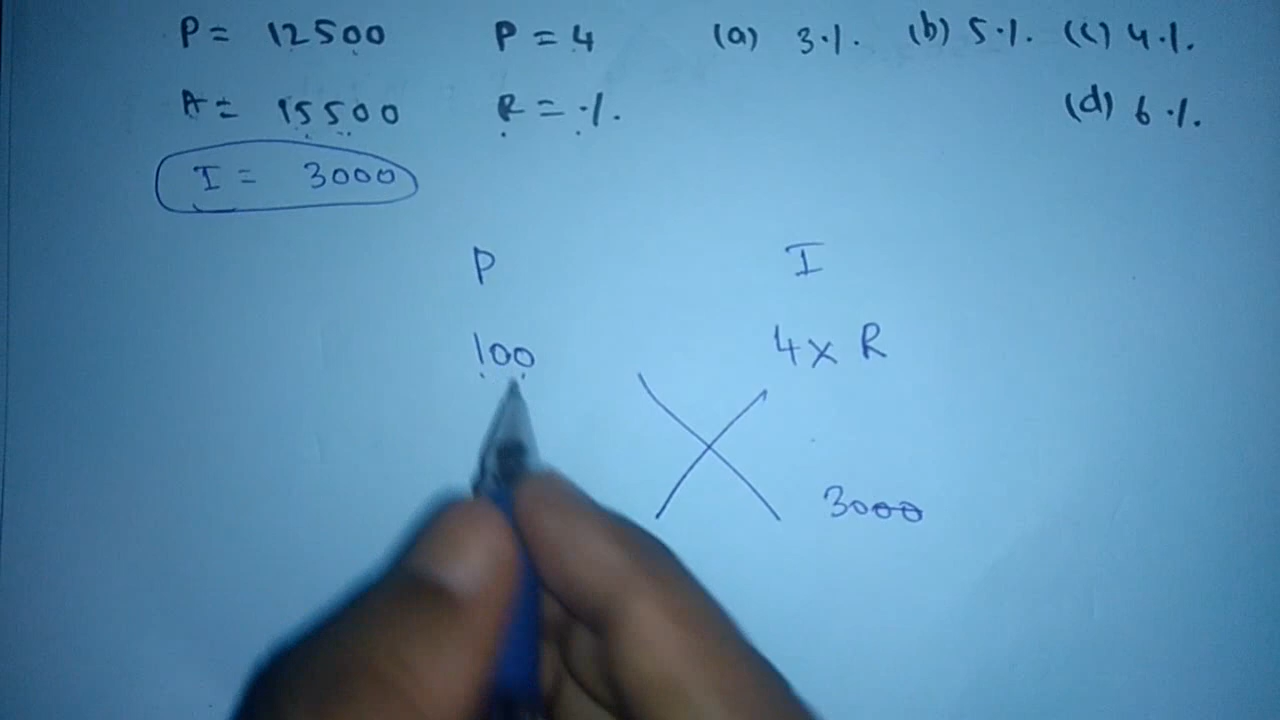 P = 12500 P = 4 (a) 3%. (b) 5%. (c) 4%.
A = 15500 R = %. (d) 6%.
I = 3000
P I
100 4 x R
3000